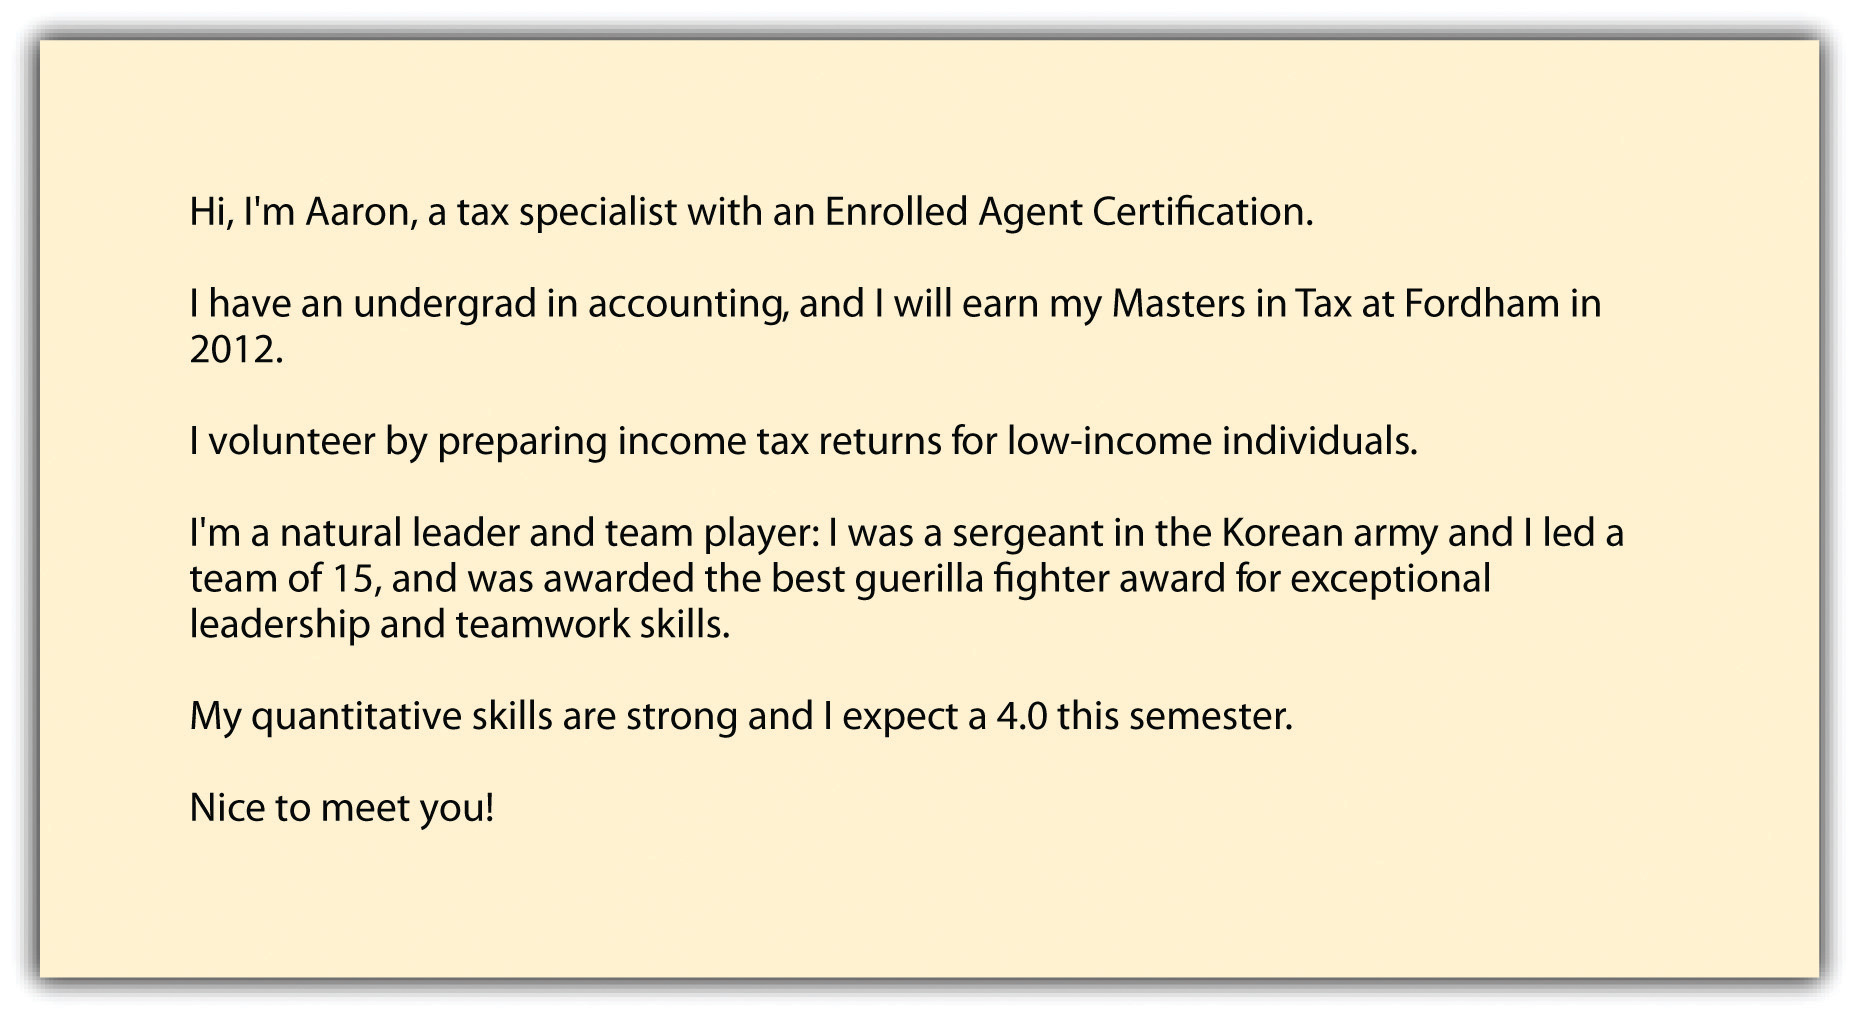 Hi, I'm Aaron, a tax specialist with an Enrolled Agent Certification.
I have an undergrad in accounting, and I will earn my Masters in Tax at Fordham in
2012.
I volunteer by preparing income tax returns for low-income individuals.
I'm a natural leader and team player: I was a sergeant in the Korean army and I led a
team of 15, and was awarded the best guerilla fighter award for exceptional
leadership and teamwork skills.
My quantitative skills are strong and I expect a 4.0 this semester.
Nice to meet you!